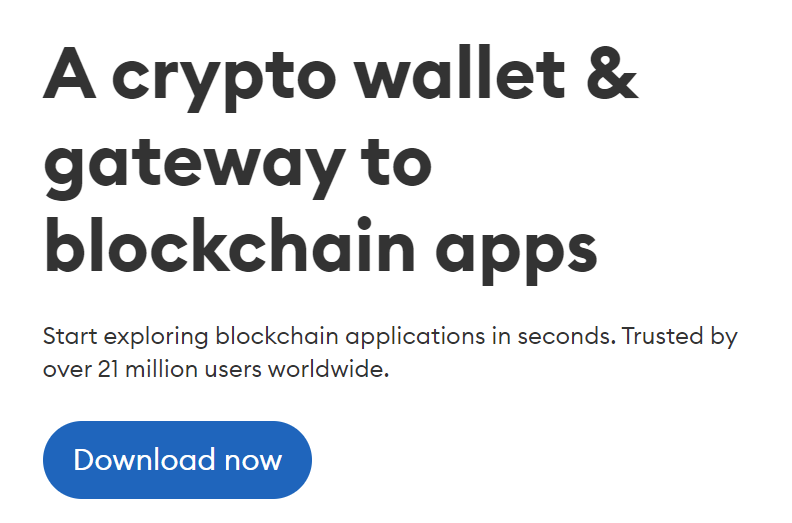 A crypto wallet &
gateway to
blockchain apps
Start exploring blockchain applications in seconds. Trusted by
over 21 million users worldwide.
Download now